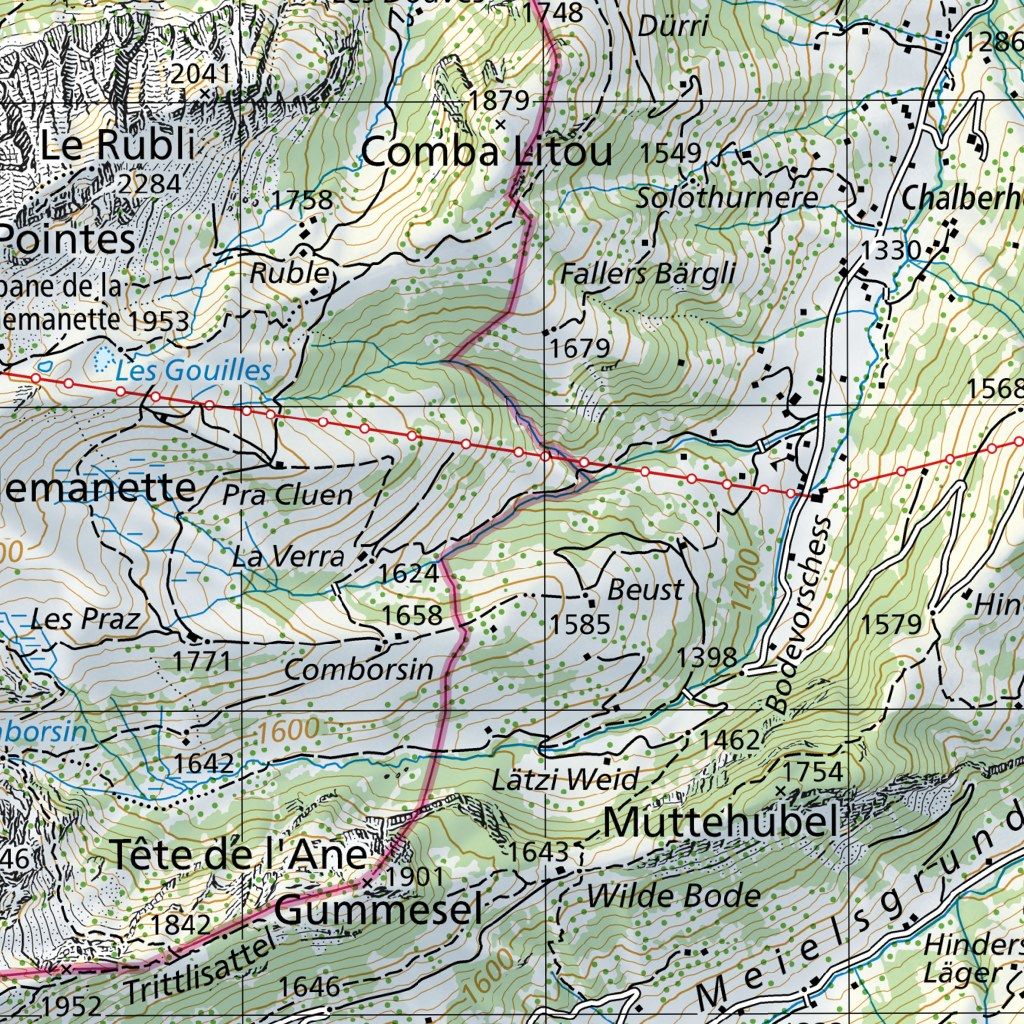 1748
Dürri
1286
2041
1879
Le Rubli
Comba Litou
1549
2284
1758
Solothurnere
Chalberh
Pointes
1330
Ruble
Fallers Bärgli
bane de la
emanette 1953
1679
Les Gouilles
1568
emanette
Pra Cluen
La Verra
1624
1400
Bodevorschess
Beust
Les Praz
1658
1585
1579
Hin
1771
Comborsin
1398
borsin
1600
1642
1462
Lätzi Weid
1754
Muttehubel
46
Tête de l'Ane
1643
1901
Wilde Bode
Gummesel
1842
Meielsgrund
Trittlisattel
1600
Hinders
Läger
1952
1646